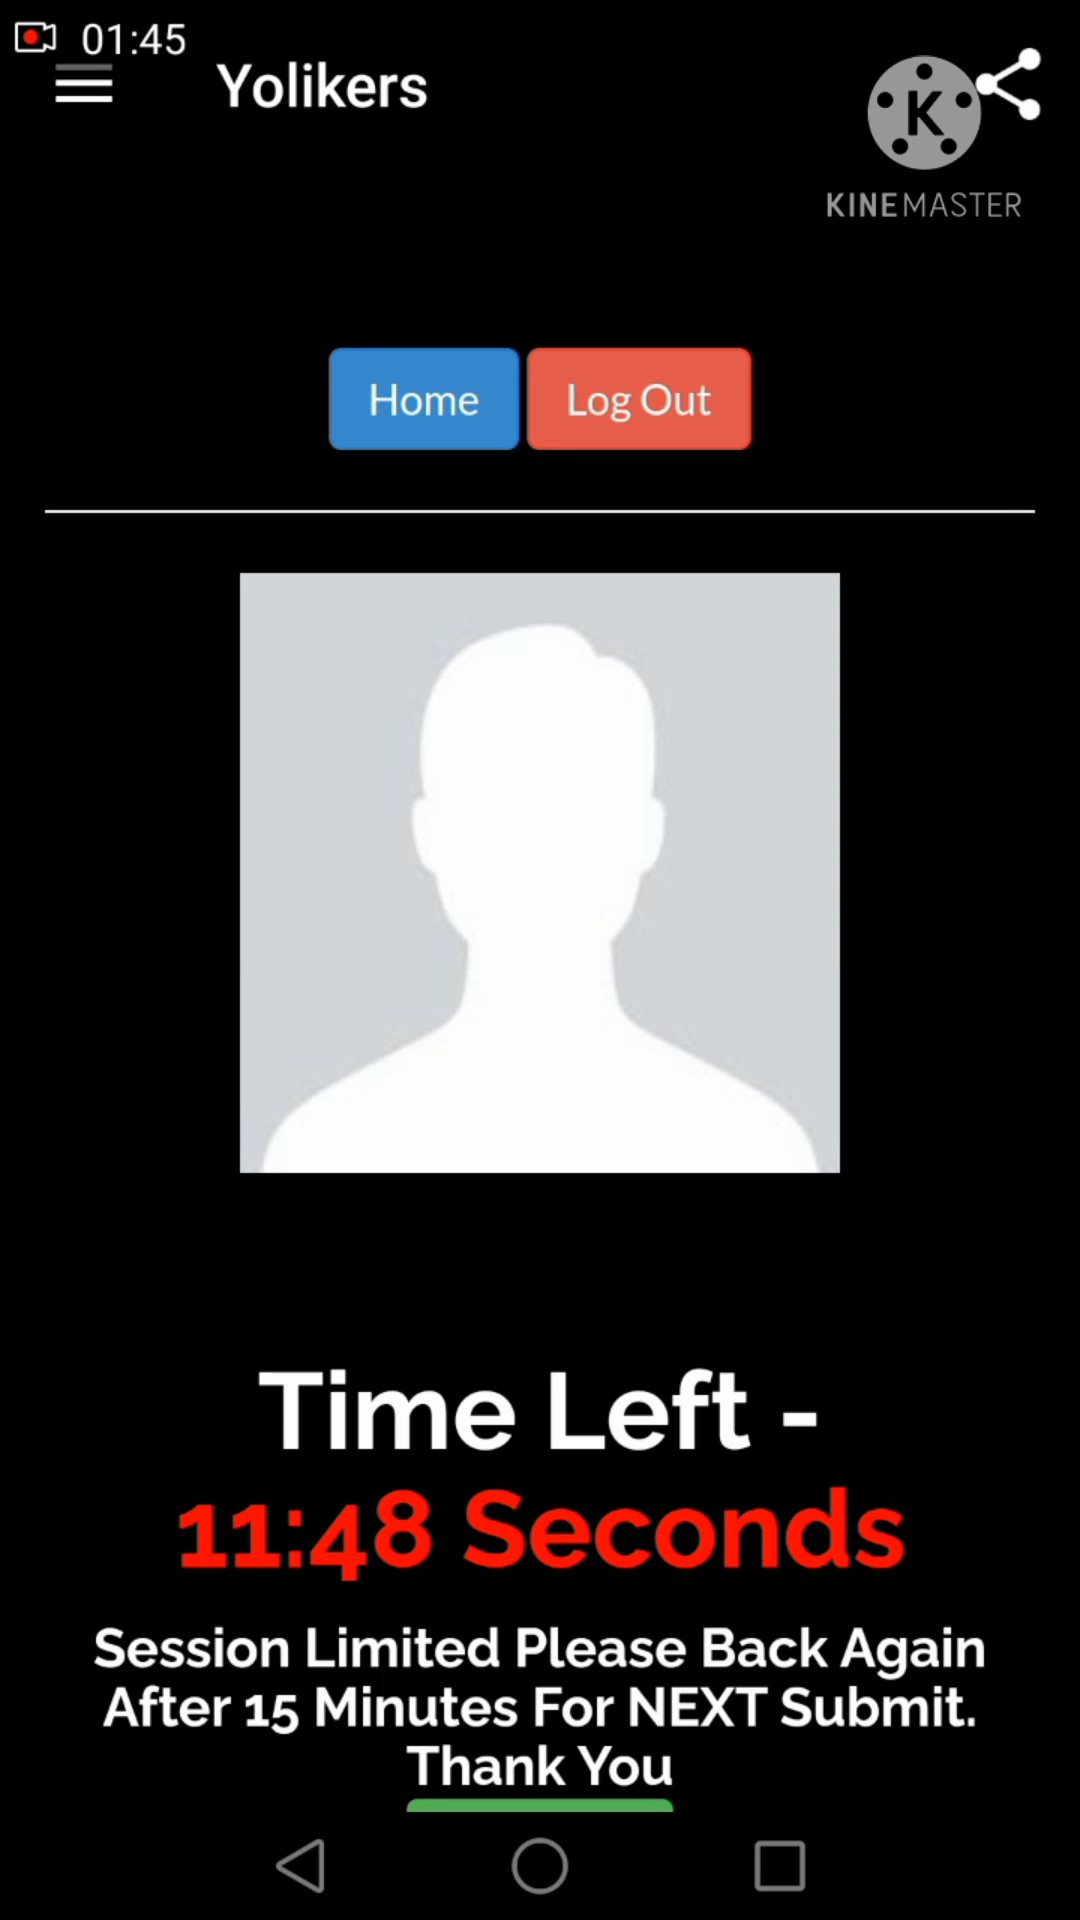 01:45
Yolikers
K
KINEMASTER
Home
Log Out
Time Left -
11:48 Seconds
Session Limited Please Back Again
After 15 Minutes For NEXT Submit.
Thank You